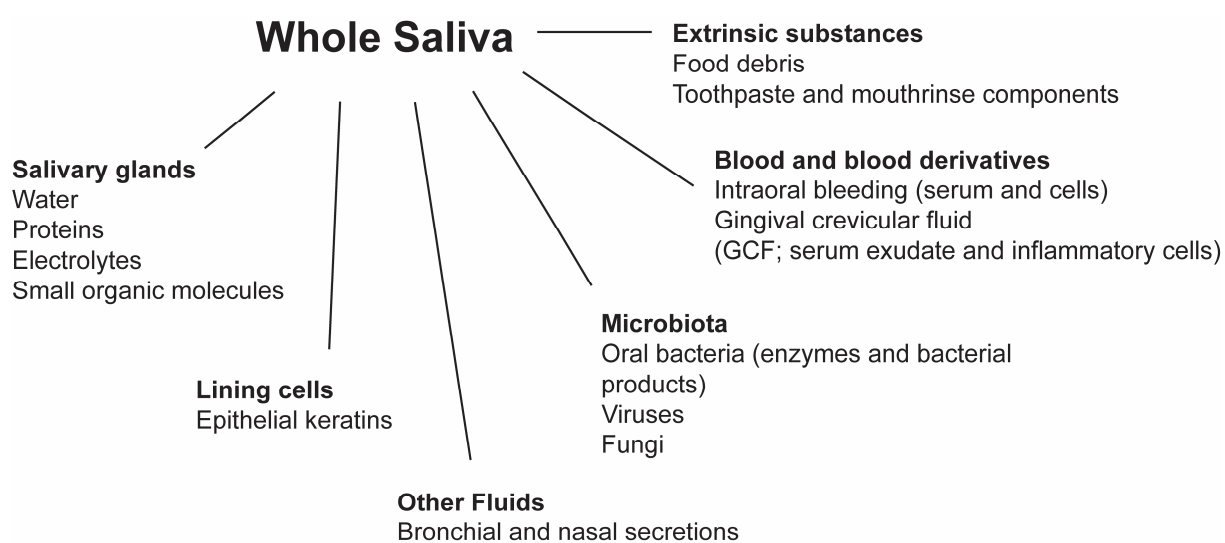 Whole Saliva
Extrinsic substances
Food debris
Toothpaste and mouthrinse components
Blood and blood derivatives
Intraoral bleeding (serum and cells)
Gingival crevicular fluid
(GCF; serum exudate and inflammatory cells)
Salivary glands
Water
Proteins
Electrolytes
Small organic molecules
Microbiota
Oral bacteria (enzymes and bacterial
products)
Viruses
Fungi
Lining cells
Epithelial keratins
Other Fluids
Bronchial and nasal secretions